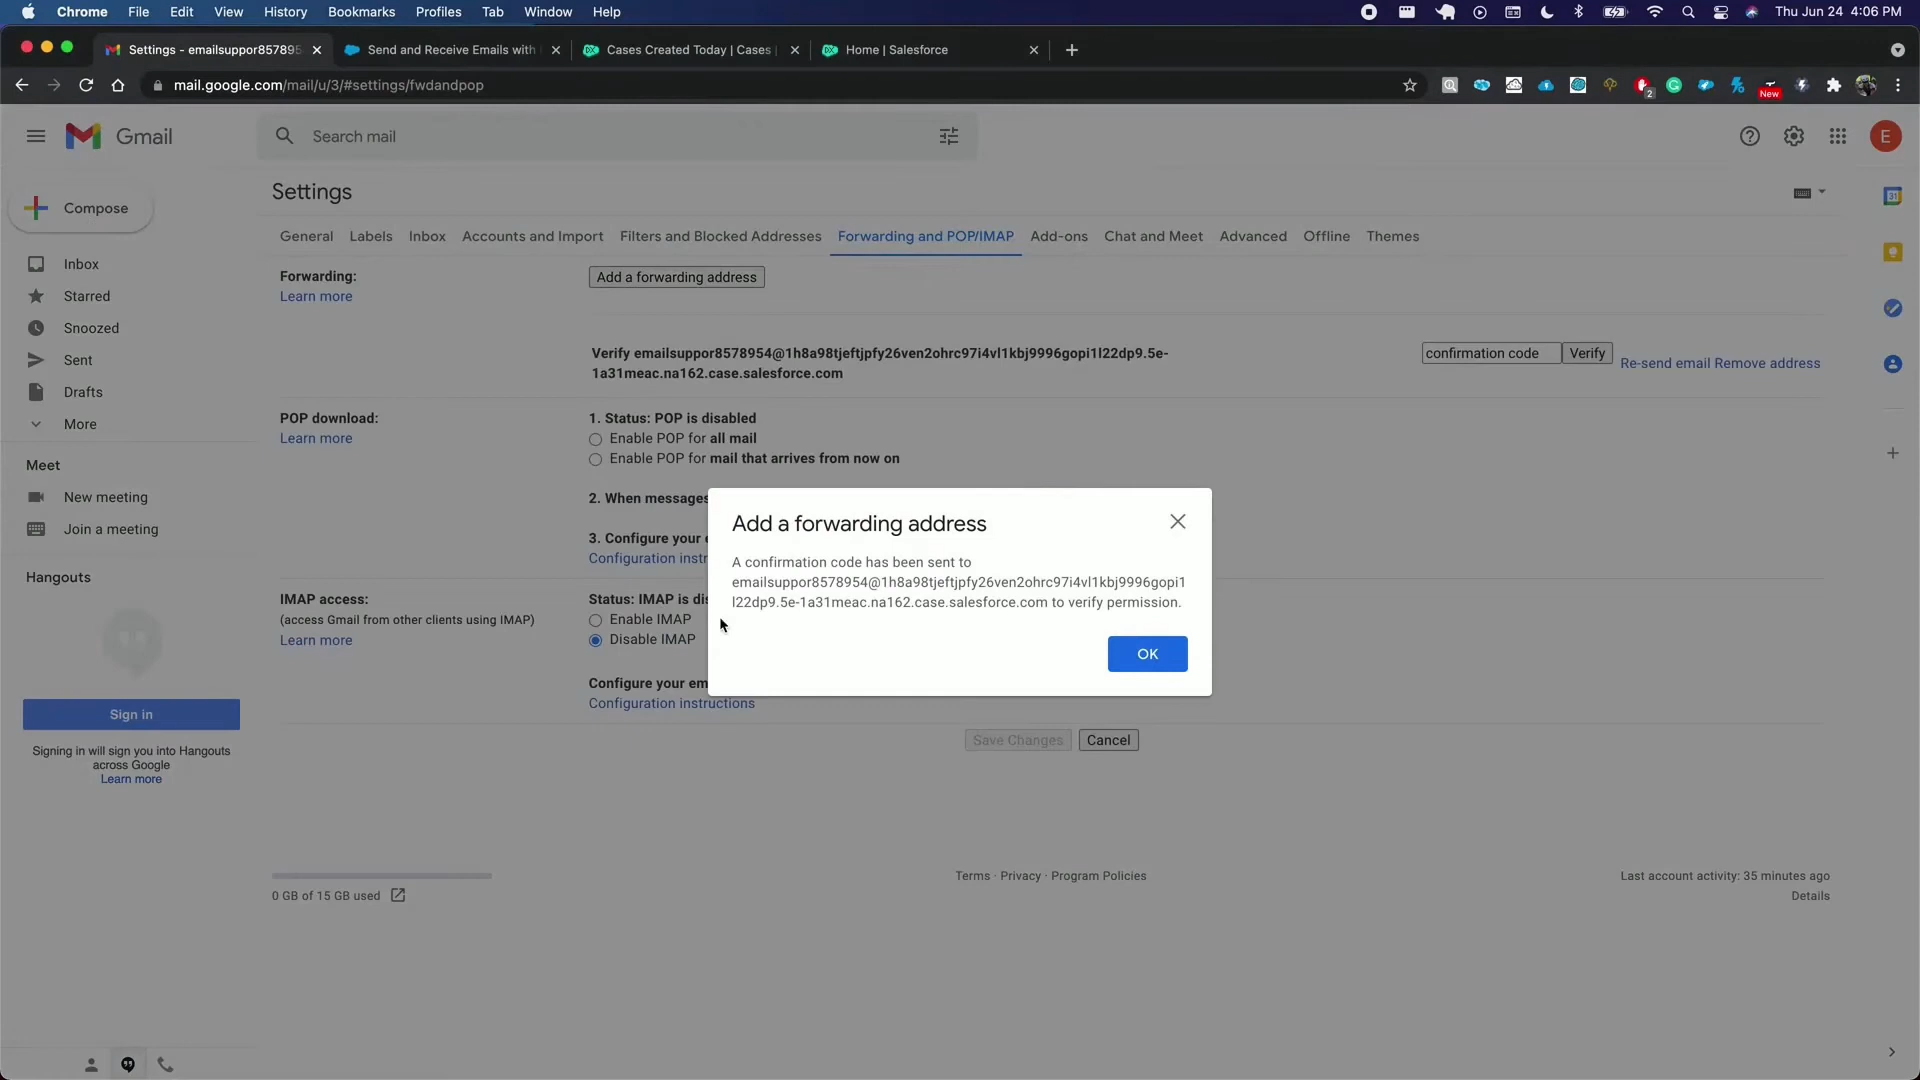 Chrome File Edit View History Bookmarks Profiles Tab Window Help Thu Jun 24 4:06 PM
Settings - emailsuppor857895 Send and Receive Emails with Cases Created Today | Cases | Home | Salesforce
mail.google.com/mail/u/3/#settings/fwdandpop
2
New
Gmail
Search mail
E
Settings
31
Compose
General Labels Inbox Accounts and Import Filters and Blocked Addresses Forwarding and POP/IMAP Add-ons Chat and Meet Advanced Offline Themes
Inbox
Starred
Snoozed
Sent
Drafts
More
Meet
New meeting
Join a meeting
Hangouts
Sign in
Signing in will sign you into Hangouts
across Google
Learn more
Forwarding:
Learn more
Add a forwarding address
Verify emailsuppor8578954@1h8a98tjeftjpfy26ven2ohrc97i4vl1kbj9996gopi1l22dp9.5e-
1a31meac.na162.case.salesforce.com
confirmation code Verify Re-send email Remove address
POP download:
Learn more
1. Status: POP is disabled
Enable POP for all mail
Enable POP for mail that arrives from now on
2. When messages
3. Configure your
Configuration instr
IMAP access:
(access Gmail from other clients using IMAP)
Learn more
Status: IMAP is dis
Enable IMAP
Disable IMAP
Configure your em
Configuration instructions
Add a forwarding address
A confirmation code has been sent to
emailsuppor8578954@1h8a98tjeftjpfy26ven2ohrc97i4vl1kbj9996gopi1
l22dp9.5e-1a31meac.na162.case.salesforce.com to verify permission.
OK
Save Changes Cancel
0 GB of 15 GB used
Terms · Privacy · Program Policies
Last account activity: 35 minutes ago
Details